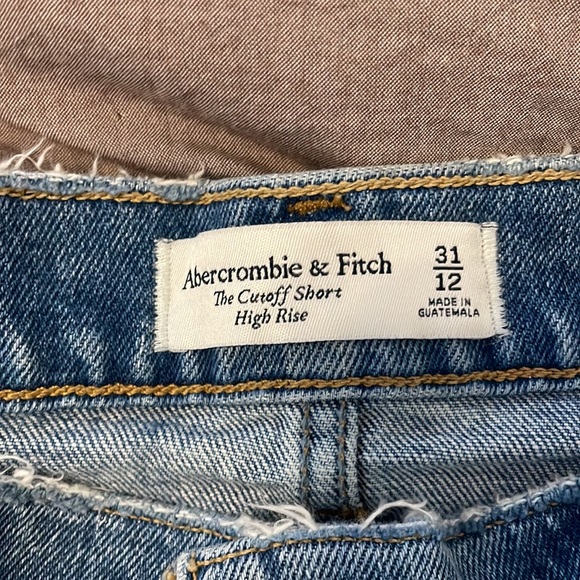 Abercrombie & Fitch
The Cutoff Short
High Rise
31
12
MADE IN
GUATEMALA